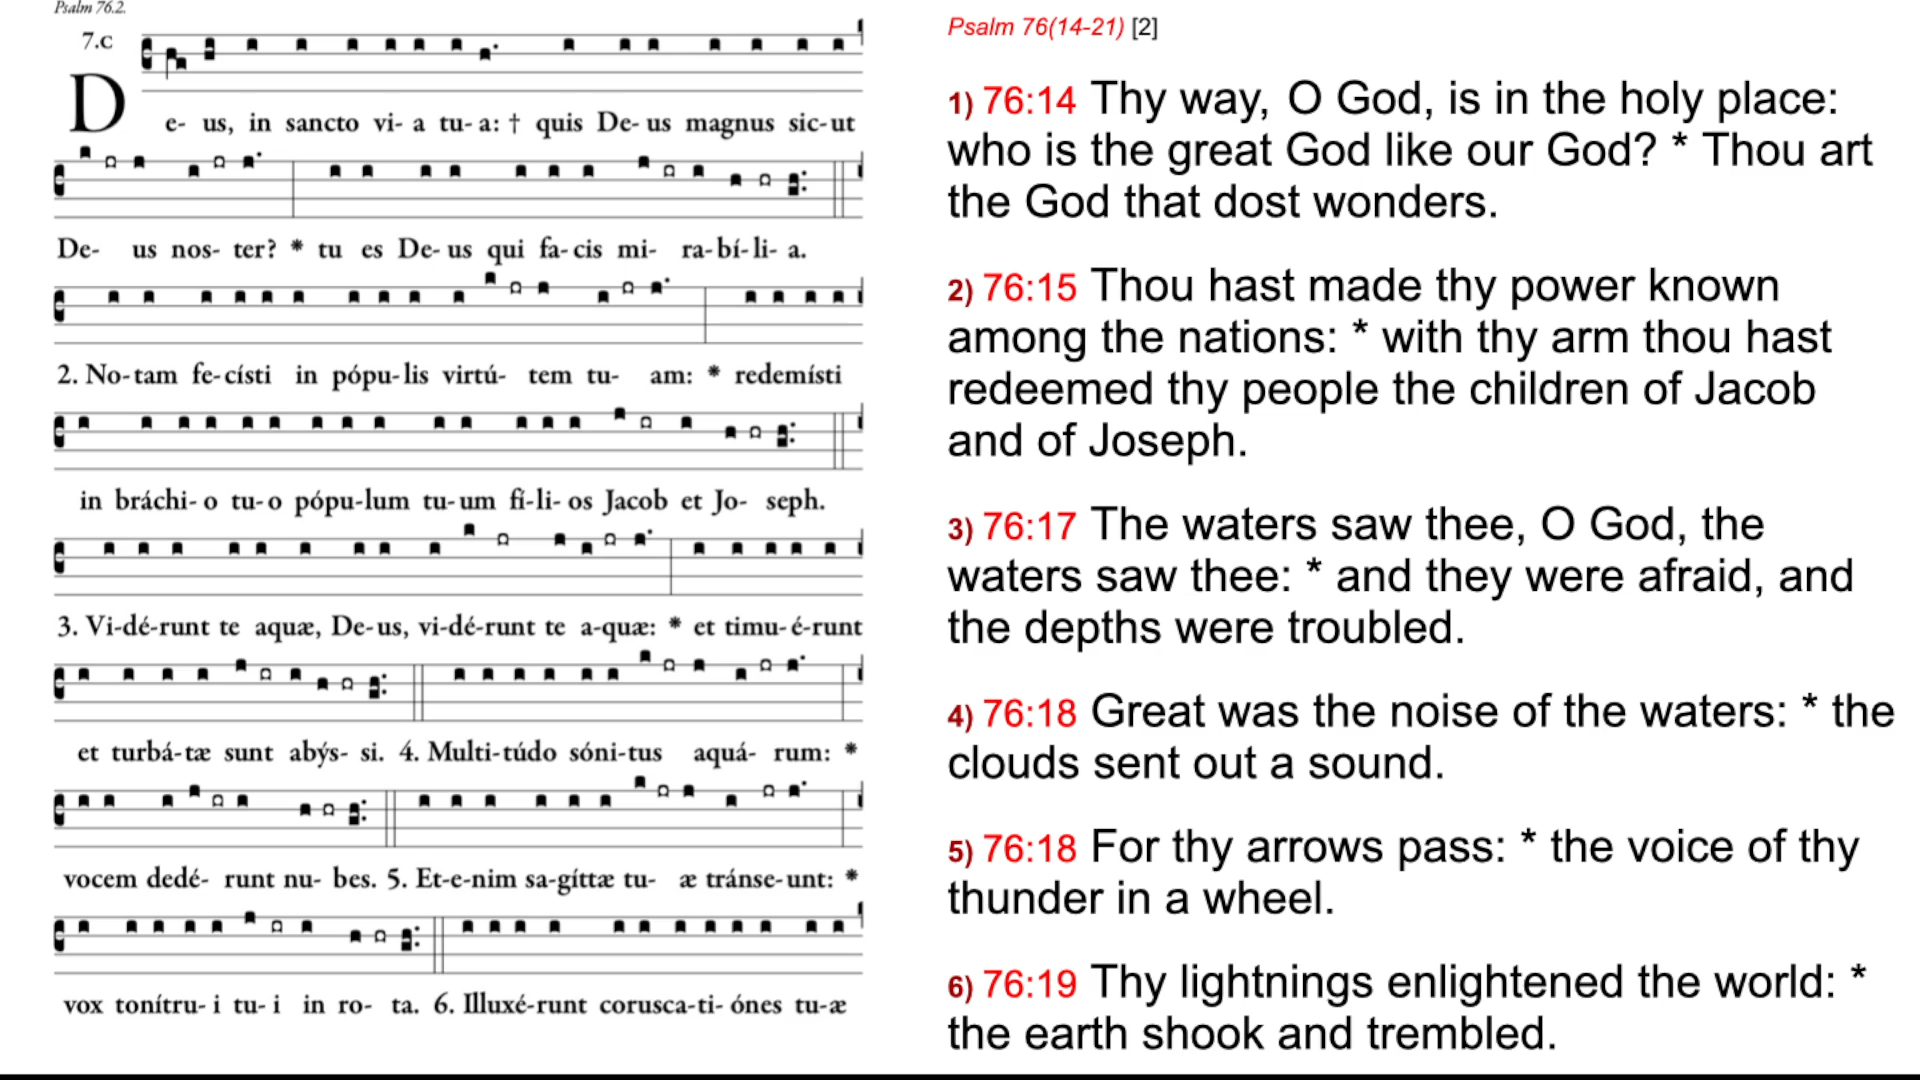 Psalm 76.2.
7.c
De- us, in sancto vi- a tu- a: † quis De- us magnus sic- ut
De- us nos- ter? * tu es De- us qui fa- cis mi- ra- bí- li- a.
2. No- tam fe- císti in pópu- lis virtú- tem tu- am: * redemísti
in bráchi- o tu- o pópu- lum tu- um fí- li- os Jacob et Jo- seph.
3. Vi- dé- runt te aquæ, De- us, vi- dé- runt te a- quæ: * et timu- é- runt
et turbá- tæ sunt abýs- si. 4. Multi- túdo sóni- tus aquá- rum: *
vocem dedé- runt nu- bes. 5. Et- e- nim sa- gíttæ tu- æ tránse- unt: *
vox tonítru- i tu- i in ro- ta. 6. Illuxé- runt corusca- ti- ónes tu- æ
Psalm 76(14-21) [2]
1) 76:14 Thy way, O God, is in the holy place:
who is the great God like our God? * Thou art
the God that dost wonders.
2) 76:15 Thou hast made thy power known
among the nations: * with thy arm thou hast
redeemed thy people the children of Jacob
and of Joseph.
3) 76:17 The waters saw thee, O God, the
waters saw thee: * and they were afraid, and
the depths were troubled.
4) 76:18 Great was the noise of the waters: * the
clouds sent out a sound.
5) 76:18 For thy arrows pass: * the voice of thy
thunder in a wheel.
6) 76:19 Thy lightnings enlightened the world: *
the earth shook and trembled.